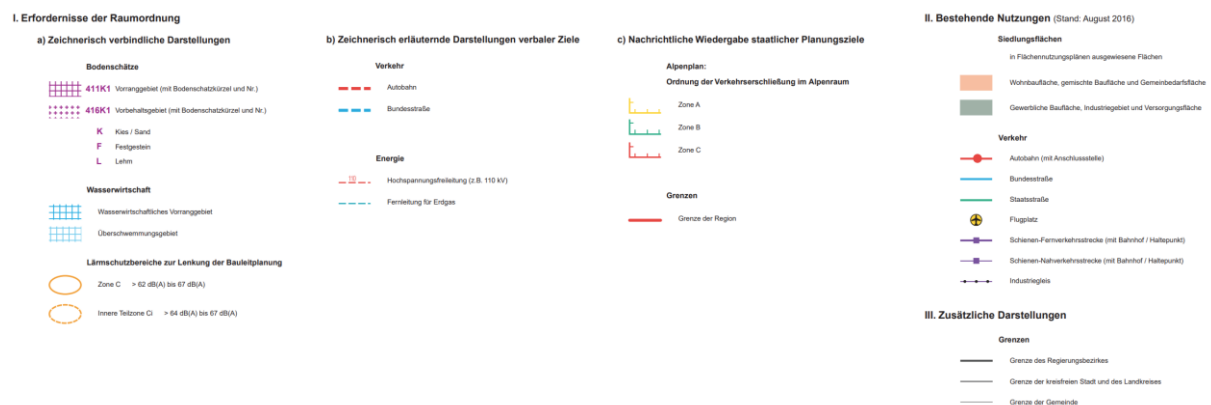 I. Erfordernisse der Raumordnung
a) Zeichnerisch verbindliche Darstellungen
Bodenschätze
411K1 Vorranggebiet (mit Bodenschatzkürzel und Nr.)
416K1 Vorbehaltsgebiet (mit Bodenschatzkürzel und Nr.)
K Kies / Sand
F Festgestein
L Lehm
Wasserwirtschaft
Wasserwirtschaftliches Vorranggebiet
Überschwemmungsgebiet
Lärmschutzbereiche zur Lenkung der Bauleitplanung
Zone C > 62 dB(A) bis 67 dB(A)
Innere Teilzone Ci > 64 dB(A) bis 67 dB(A)
b) Zeichnerisch erläuternde Darstellungen verbaler Ziele
Verkehr
Autobahn
Bundesstraße
Energie
Hochspannungsfreileitung (z.B. 110 kV)
Fernleitung für Erdgas
c) Nachrichtliche Wiedergabe staatlicher Planungsziele
Alpenplan:
Ordnung der Verkehrserschließung im Alpenraum
Zone A
Zone B
Zone C
Grenzen
Grenze der Region
II. Bestehende Nutzungen (Stand: August 2016)
Siedlungsflächen
in Flächennutzungsplänen ausgewiesene Flächen
Wohnbaufläche, gemischte Baufläche und Gemeinbedarfsfläche
Gewerbliche Baufläche, Industriegebiet und Versorgungsfläche
Verkehr
Autobahn (mit Anschlussstelle)
Bundesstraße
Staatsstraße
Flugplatz
Schienen-Fernverkehrsstrecke (mit Bahnhof / Haltepunkt)
Schienen-Nahverkehrsstrecke (mit Bahnhof / Haltepunkt)
Industriegleis
III. Zusätzliche Darstellungen
Grenzen
Grenze des Regierungsbezirkes
Grenze der kreisfreien Stadt und des Landkreises
Grenze der Gemeinde